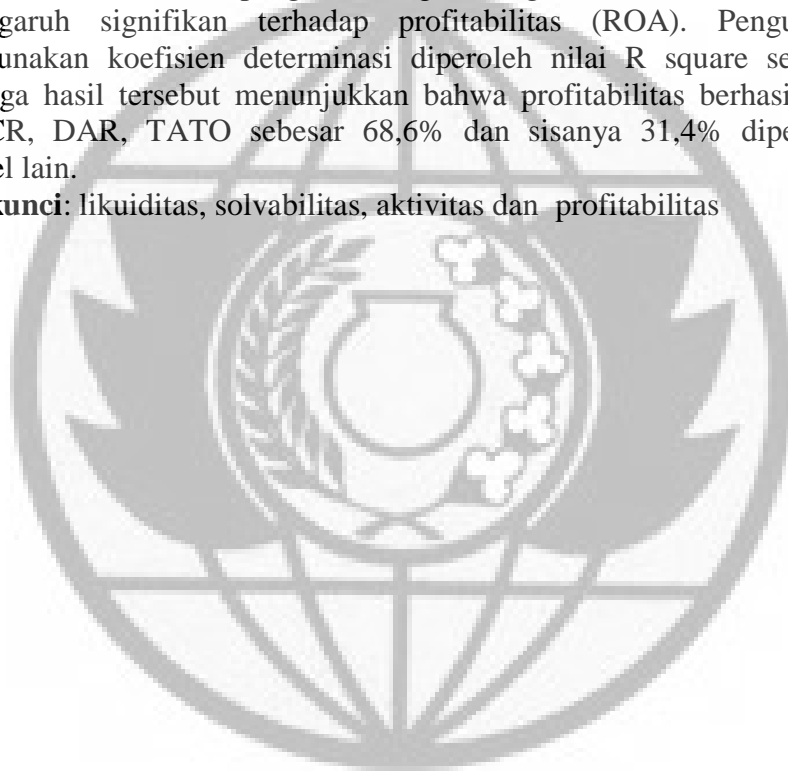 garuh signifikan terhadap profitabilitas (ROA). Pengu
unakan koefisien determinasi diperoleh nilai R square se
ga hasil tersebut menunjukkan bahwa profitabilitas berhasi
CR, DAR, TATO sebesar 68,6% dan sisanya 31,4% dipe
el lain.
kunci: likuiditas, solvabilitas, aktivitas dan profitabilitas